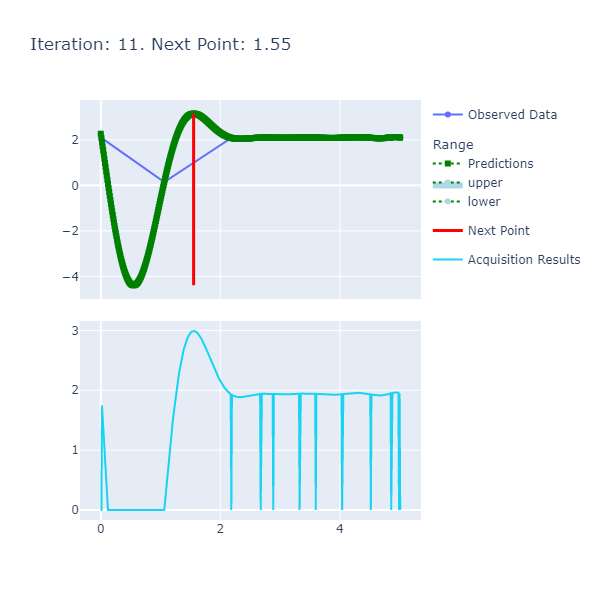 Iteration: 11. Next Point: 1.55
2
0
−2
−4
Observed Data
Range
Predictions
upper
lower
Next Point
Acquisition Results
3
2
1
0
0
2
4